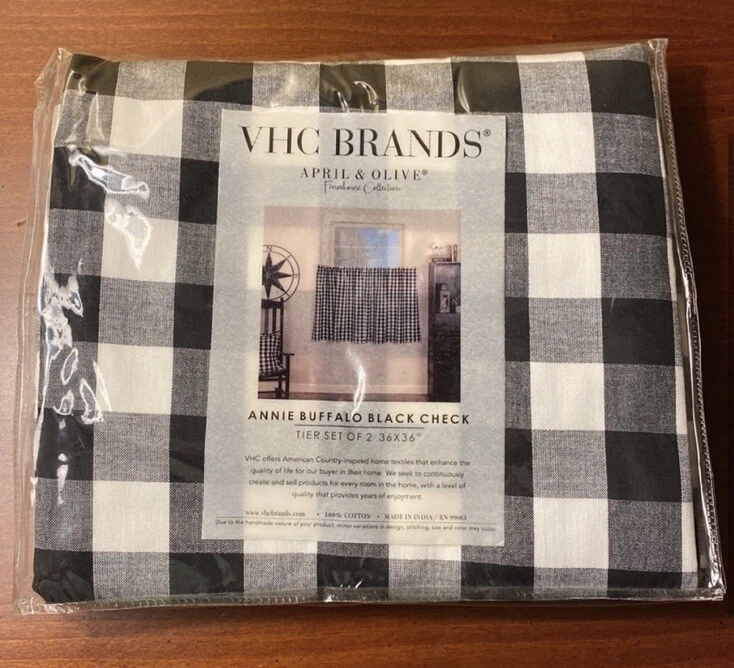 VHC BRANDS®
APRIL & OLIVE®
Farmhouse Collection
ANNIE BUFFALO BLACK CHECK
TIER SET OF 2 36X36"
VHC offers American Country-inspired home textiles that enhance the
quality of life for our buyer in their home. We seek to continuously
create and sell products for every room in the home, with a level of
quality that provides years of enjoyment.
www.vhcbrands.com • 100% COTTON • MADE IN INDIA / RN 99043
Due to the handmade nature of your product, minor variations in design, stitching, size and color may occur.